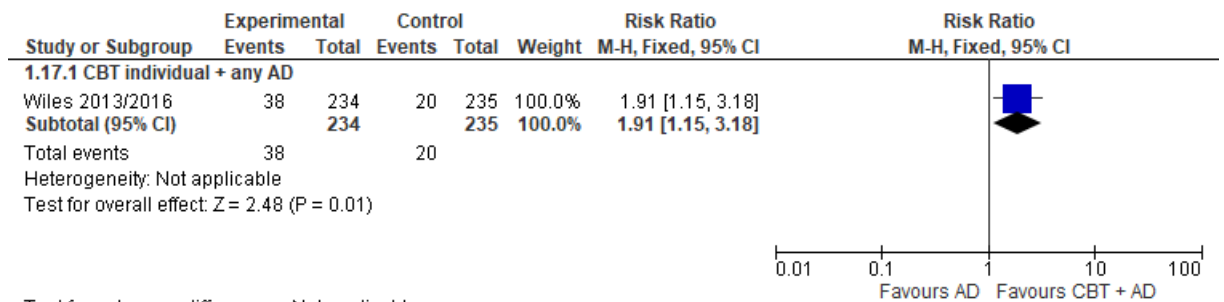 Experimental Control Risk Ratio Risk Ratio
Study or Subgroup Events Total Events Total Weight M-H, Fixed, 95% CI M-H, Fixed, 95% CI
1.17.1 CBT individual + any AD
Wiles 2013/2016 38 234 20 235 100.0% 1.91 [1.15, 3.18]
Subtotal (95% CI) 234 235 100.0% 1.91 [1.15, 3.18]
Total events 38 20
Heterogeneity: Not applicable
Test for overall effect: Z = 2.48 (P = 0.01)
0.01 0.1 1 10 100
Favours AD Favours CBT + AD